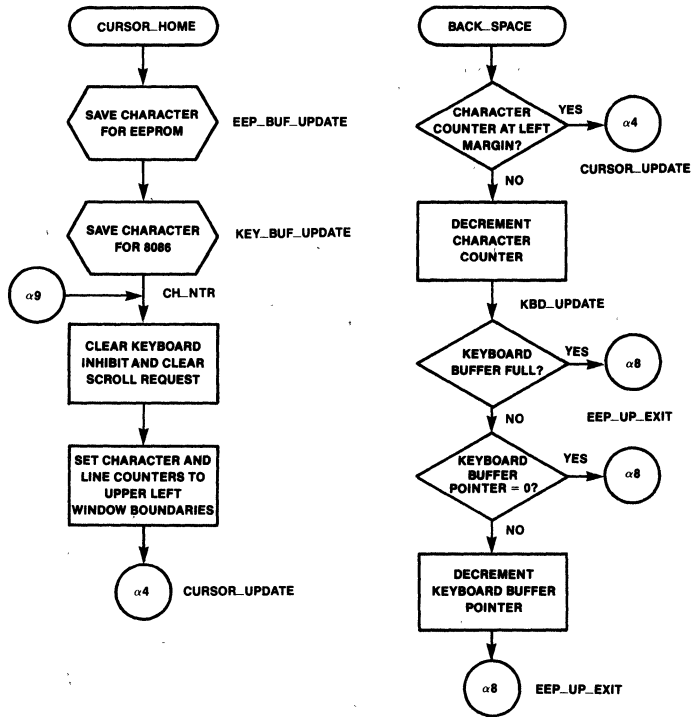 CURSOR_HOME
SAVE CHARACTER
FOR EEPROM
EEP_BUF_UPDATE
SAVE CHARACTER
FOR 8086
KEY_BUF_UPDATE
α9
CH_NTR
CLEAR KEYBOARD
INHIBIT AND CLEAR
SCROLL REQUEST
SET CHARACTER AND
LINE COUNTERS TO
UPPER LEFT
WINDOW BOUNDARIES
α4
CURSOR_UPDATE
BACK_SPACE
CHARACTER
COUNTER AT LEFT
MARGIN?
YES
α4
CURSOR_UPDATE
NO
DECREMENT
CHARACTER
COUNTER
KBD_UPDATE
KEYBOARD
BUFFER FULL?
YES
α8
EEP_UP_EXIT
NO
KEYBOARD
BUFFER
POINTER = 0?
YES
α8
NO
DECREMENT
KEYBOARD BUFFER
POINTER
α8
EEP_UP_EXIT